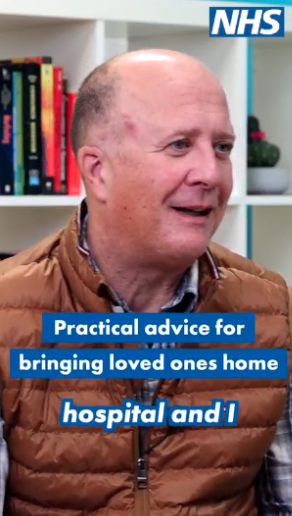 NHS
Practical advice for
bringing loved ones home
hospital and I